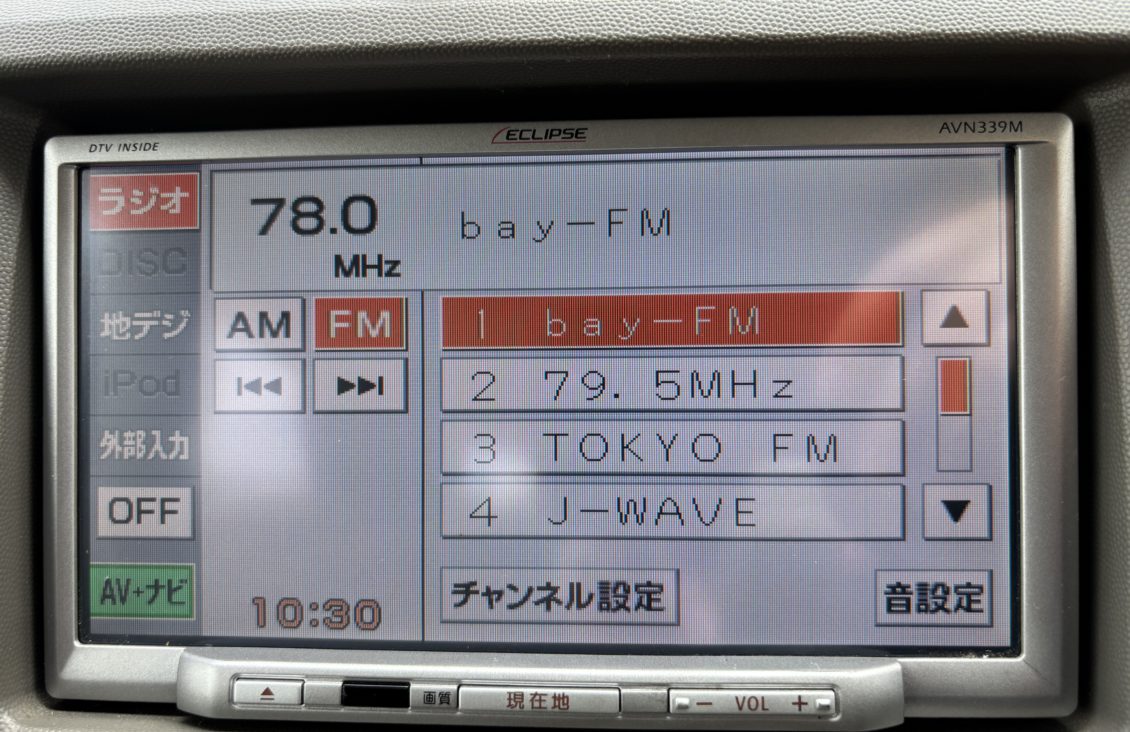 DTV INSIDE
ECLIPSE
AVN339M
ラジオ
DISC
地デジ
iPod
外部入力
OFF
AV+ナビ
78.0
MHz
bay-FM
AM
FM
1 bay-FM
2 79.5MHz
3 TOKYO FM
4 J-WAVE
10:30
チャンネル設定
音設定
画質
現在地
- VOL +